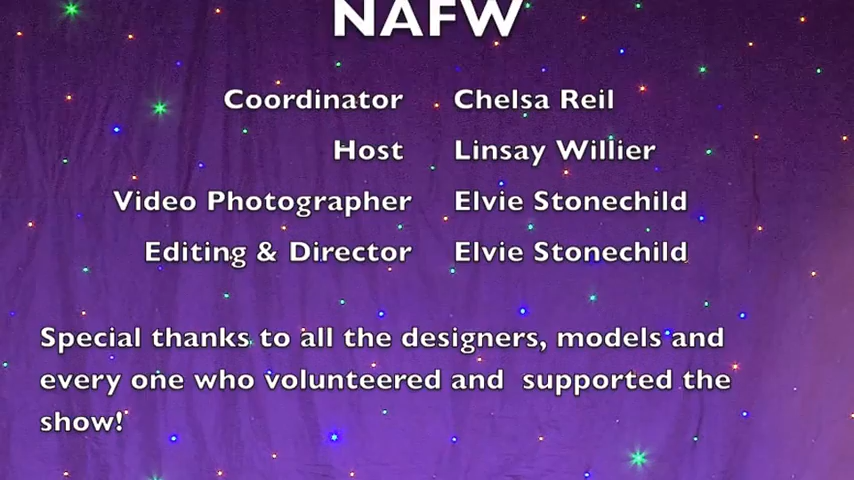 NAFW
Coordinator Chelsa Reil
Host Linsay Willier
Video Photographer Elvie Stonechild
Editing & Director Elvie Stonechild
Special thanks to all the designers, models and
every one who volunteered and supported the
show!